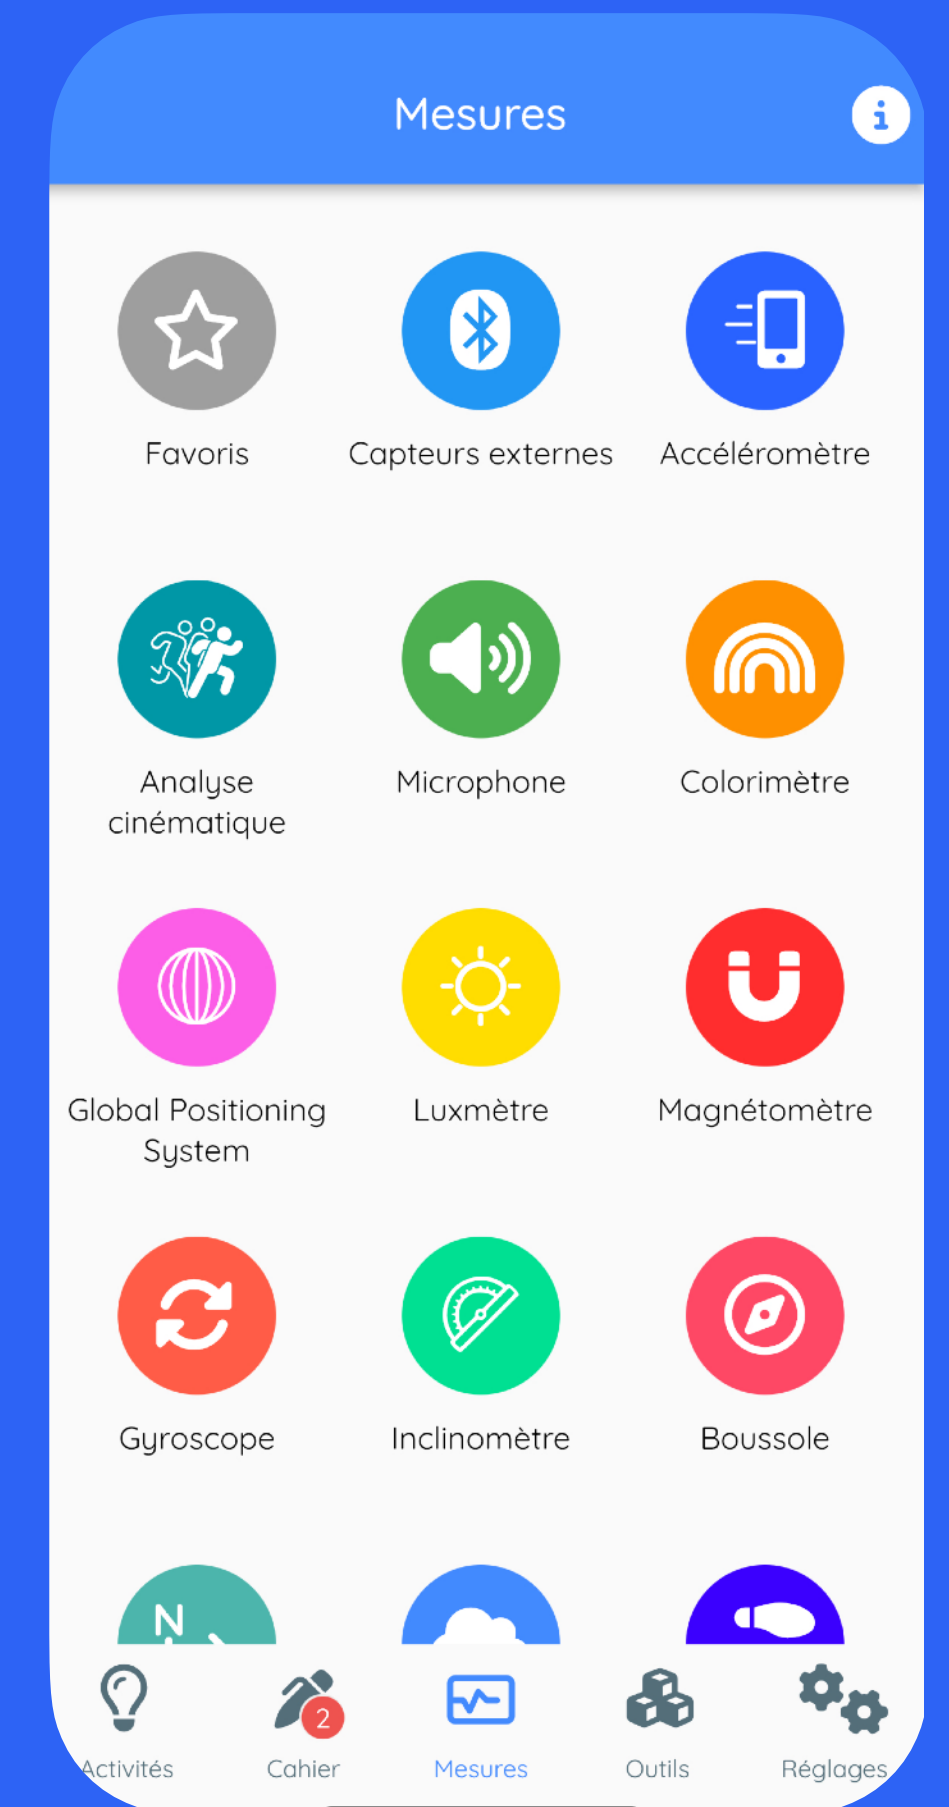 Mesures
i
Favoris
Capteurs externes
Accéléromètre
Analyse
cinématique
Microphone
Colorimètre
Global Positioning
System
Luxmètre
Magnétomètre
Gyroscope
Inclinomètre
Boussole
N
2
Activités
Cahier
Mesures
Outils
Réglages